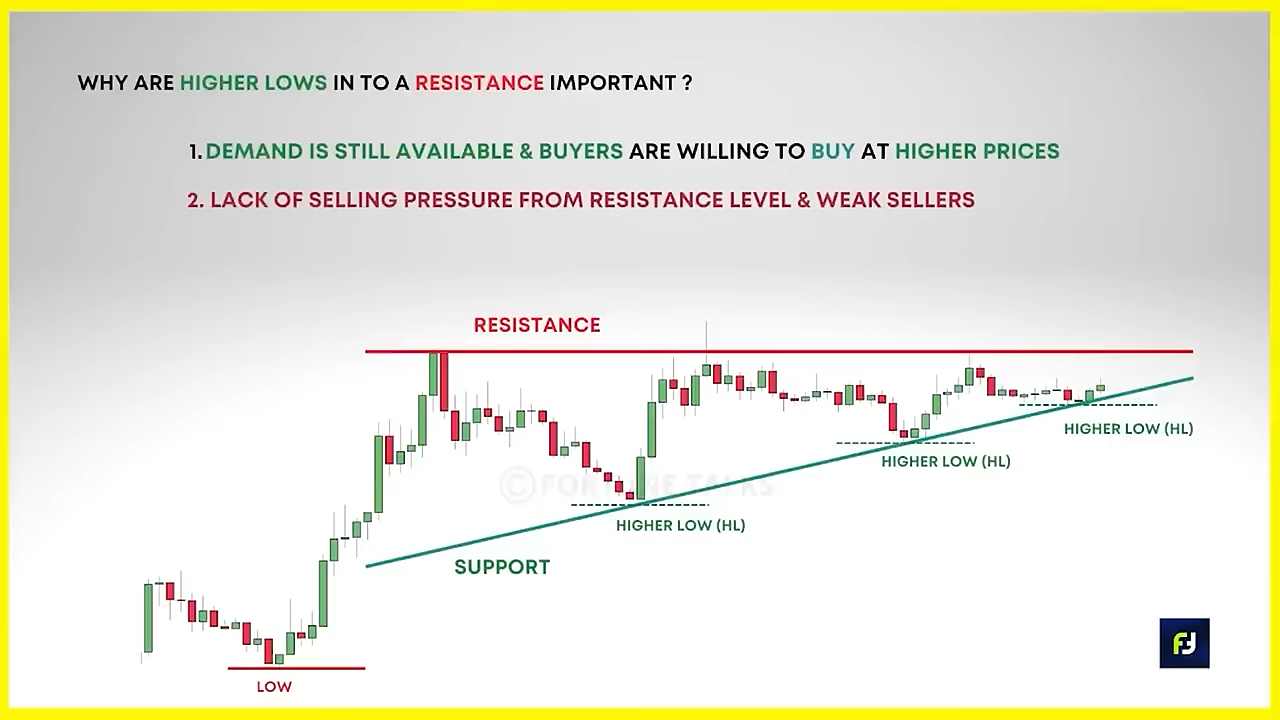 WHY ARE HIGHER LOWS IN TO A RESISTANCE IMPORTANT ?
1. DEMAND IS STILL AVAILABLE & BUYERS ARE WILLING TO BUY AT HIGHER PRICES
2. LACK OF SELLING PRESSURE FROM RESISTANCE LEVEL & WEAK SELLERS
RESISTANCE
HIGHER LOW (HL)
HIGHER LOW (HL)
© FORTUNE TALKS
HIGHER LOW (HL)
SUPPORT
LOW